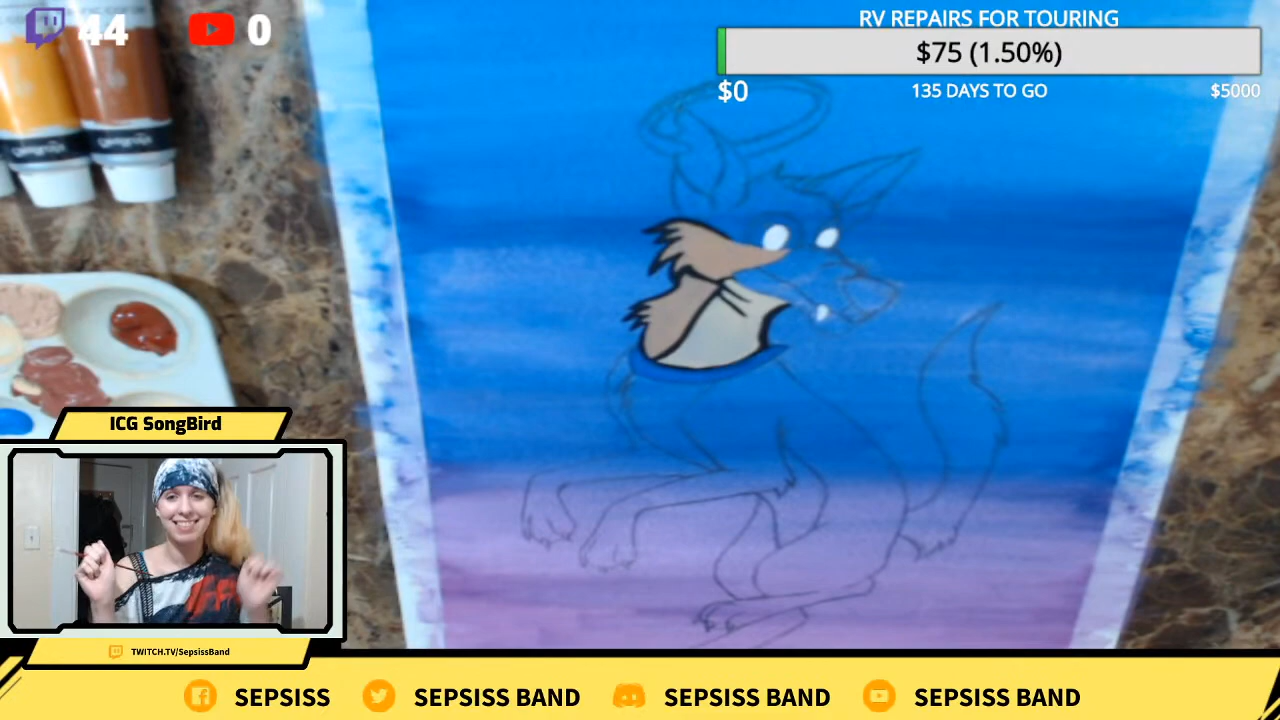 44
0
RV REPAIRS FOR TOURING
$75 (1.50%)
$0
135 DAYS TO GO
$5000
ICG SongBird
TWITCH.TV/SepsissBand
SEPSISS
SEPSISS BAND
SEPSISS BAND
SEPSISS BAND